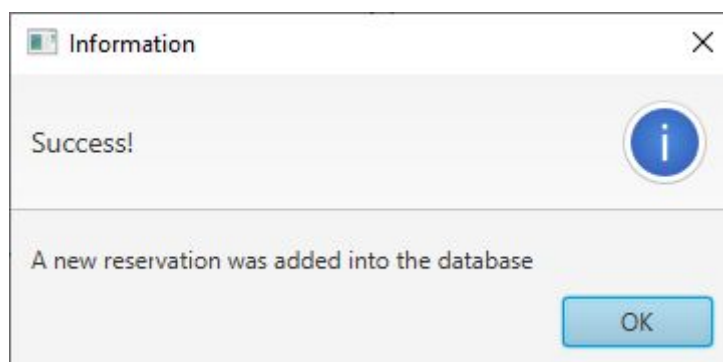 Information
Success!
i
A new reservation was added into the database
OK